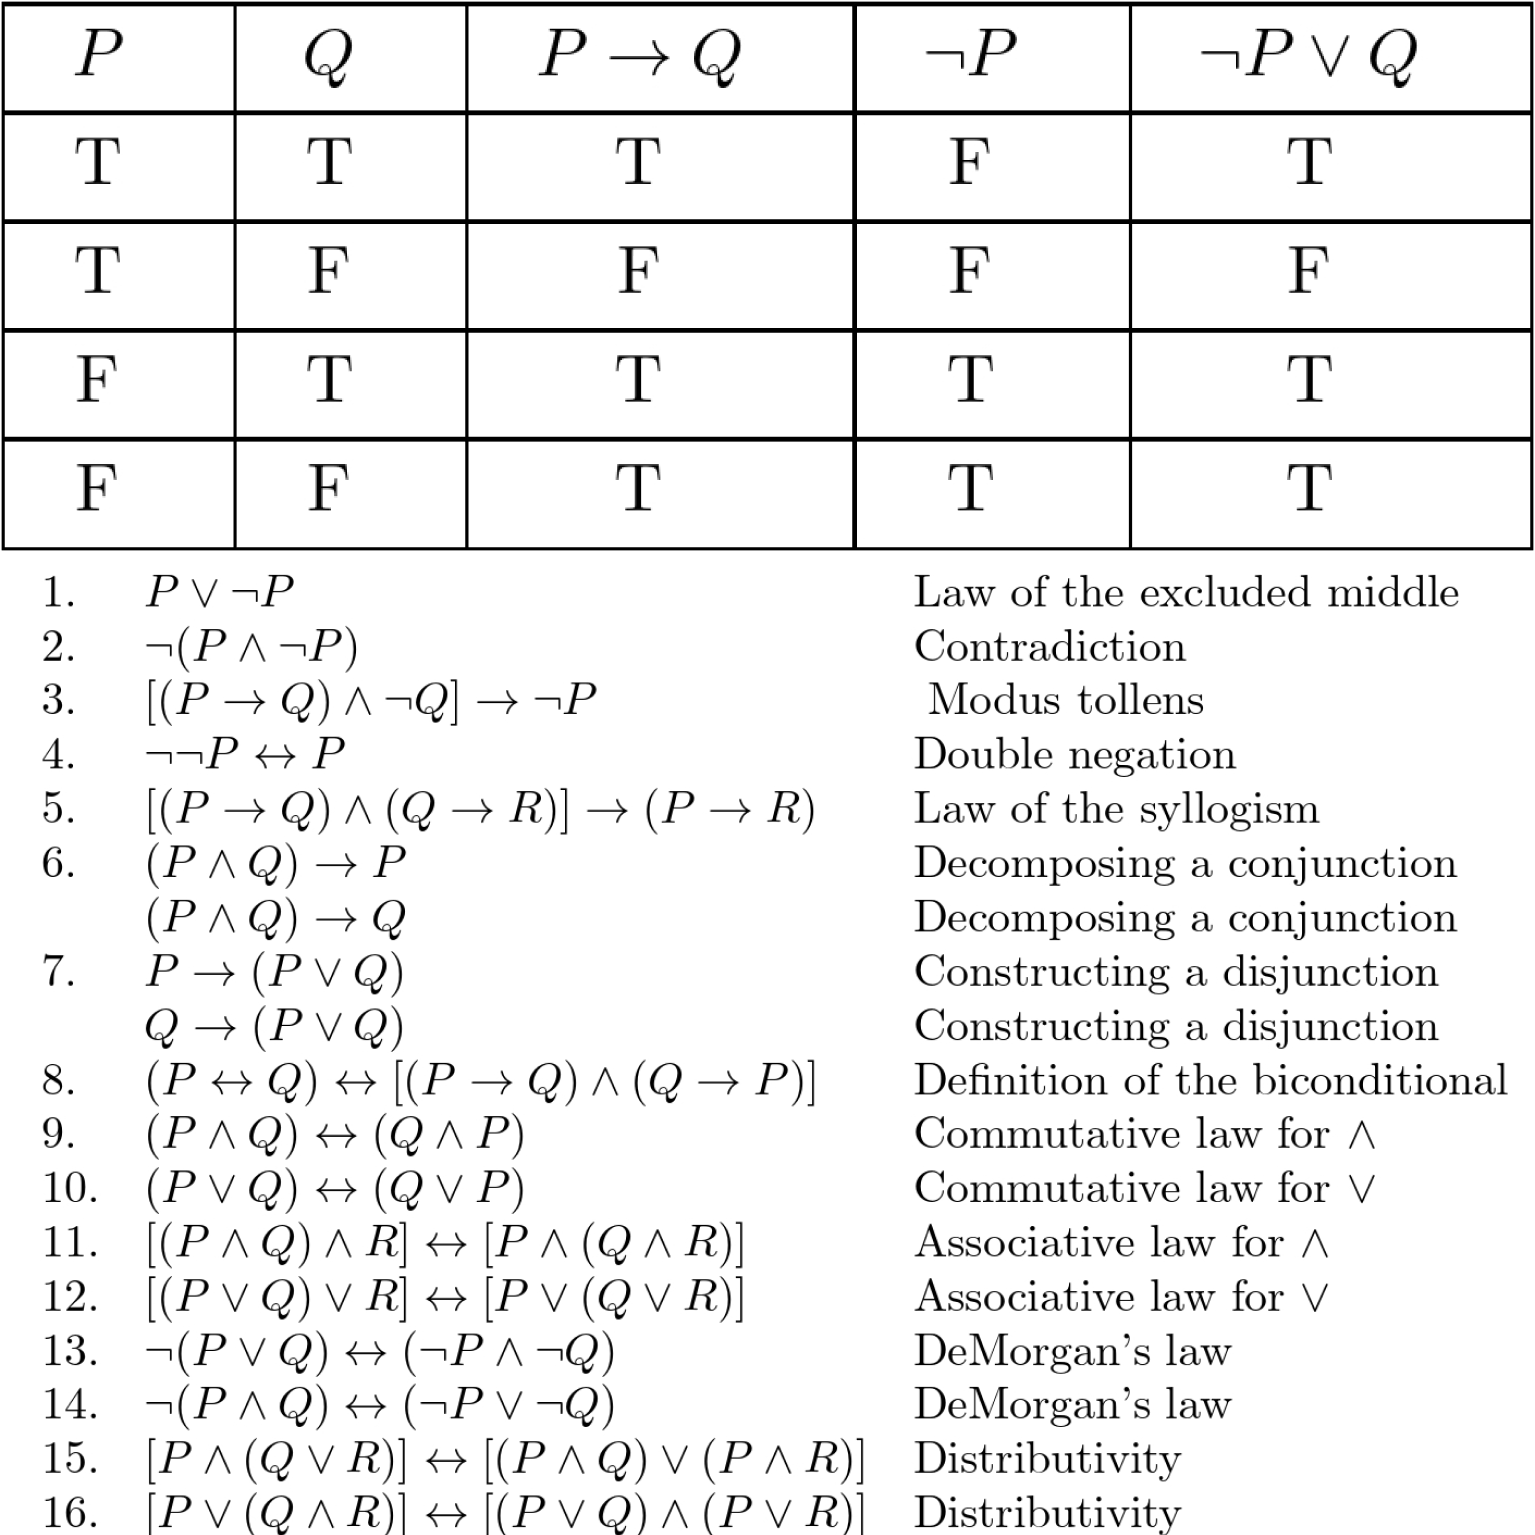 P Q P → Q ¬P ¬P ∨ Q
T T T F T
T F F F F
F T T T T
F F T T T
1. P ∨ ¬P Law of the excluded middle
2. ¬(P ∧ ¬P) Contradiction
3. [(P → Q) ∧ ¬Q] → ¬P Modus tollens
4. ¬¬P ↔ P Double negation
5. [(P → Q) ∧ (Q → R)] → (P → R) Law of the syllogism
6. (P ∧ Q) → P Decomposing a conjunction
(P ∧ Q) → Q Decomposing a conjunction
7. P → (P ∨ Q) Constructing a disjunction
Q → (P ∨ Q) Constructing a disjunction
8. (P ↔ Q) ↔ [(P → Q) ∧ (Q → P)] Definition of the biconditional
9. (P ∧ Q) ↔ (Q ∧ P) Commutative law for ∧
10. (P ∨ Q) ↔ (Q ∨ P) Commutative law for ∨
11. [(P ∧ Q) ∧ R] ↔ [P ∧ (Q ∧ R)] Associative law for ∧
12. [(P ∨ Q) ∨ R] ↔ [P ∨ (Q ∨ R)] Associative law for ∨
13. ¬(P ∨ Q) ↔ (¬P ∧ ¬Q) DeMorgan's law
14. ¬(P ∧ Q) ↔ (¬P ∨ ¬Q) DeMorgan's law
15. [P ∧ (Q ∨ R)] ↔ [(P ∧ Q) ∨ (P ∧ R)] Distributivity
16. [P ∨ (Q ∧ R)] ↔ [(P ∨ Q) ∧ (P ∨ R)] Distributivity